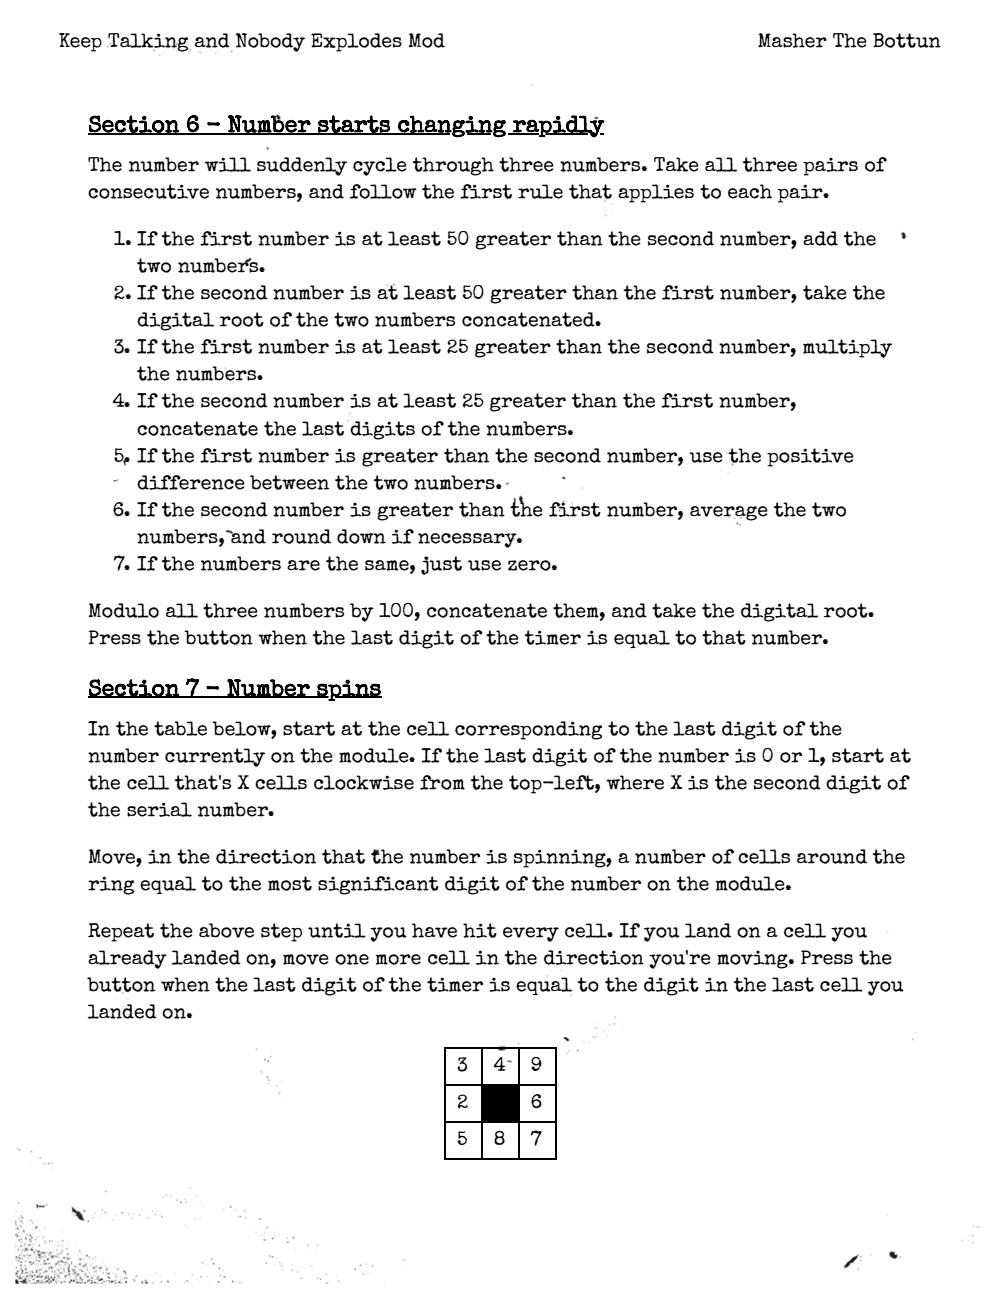 Keep Talking and Nobody Explodes Mod Masher The Bottun
Section 6 – Number starts changing rapidly
The number will suddenly cycle through three numbers. Take all three pairs of
consecutive numbers, and follow the first rule that applies to each pair.
1. If the first number is at least 50 greater than the second number, add the
two numbers.
2. If the second number is at least 50 greater than the first number, take the
digital root of the two numbers concatenated.
3. If the first number is at least 25 greater than the second number, multiply
the numbers.
4. If the second number is at least 25 greater than the first number,
concatenate the last digits of the numbers.
5. If the first number is greater than the second number, use the positive
difference between the two numbers.
6. If the second number is greater than the first number, average the two
numbers, and round down if necessary.
7. If the numbers are the same, just use zero.
Modulo all three numbers by 100, concatenate them, and take the digital root.
Press the button when the last digit of the timer is equal to that number.
Section 7 – Number spins
In the table below, start at the cell corresponding to the last digit of the
number currently on the module. If the last digit of the number is 0 or 1, start at
the cell that's X cells clockwise from the top-left, where X is the second digit of
the serial number.
Move, in the direction that the number is spinning, a number of cells around the
ring equal to the most significant digit of the number on the module.
Repeat the above step until you have hit every cell. If you land on a cell you
already landed on, move one more cell in the direction you're moving. Press the
button when the last digit of the timer is equal to the digit in the last cell you
landed on.
3 4 9
2 6
5 8 7